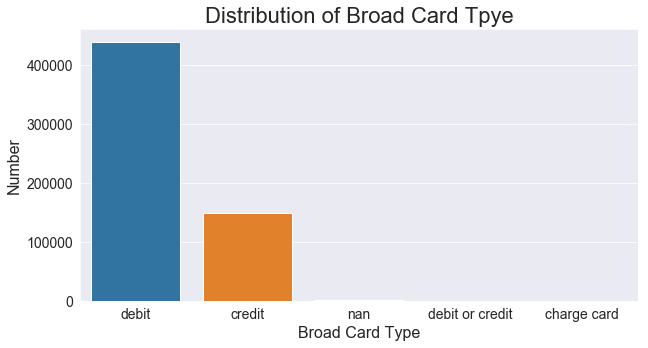 Distribution of Broad Card Tpye
400000
300000
200000
100000
0
Number
debit credit nan debit or credit charge card
Broad Card Type